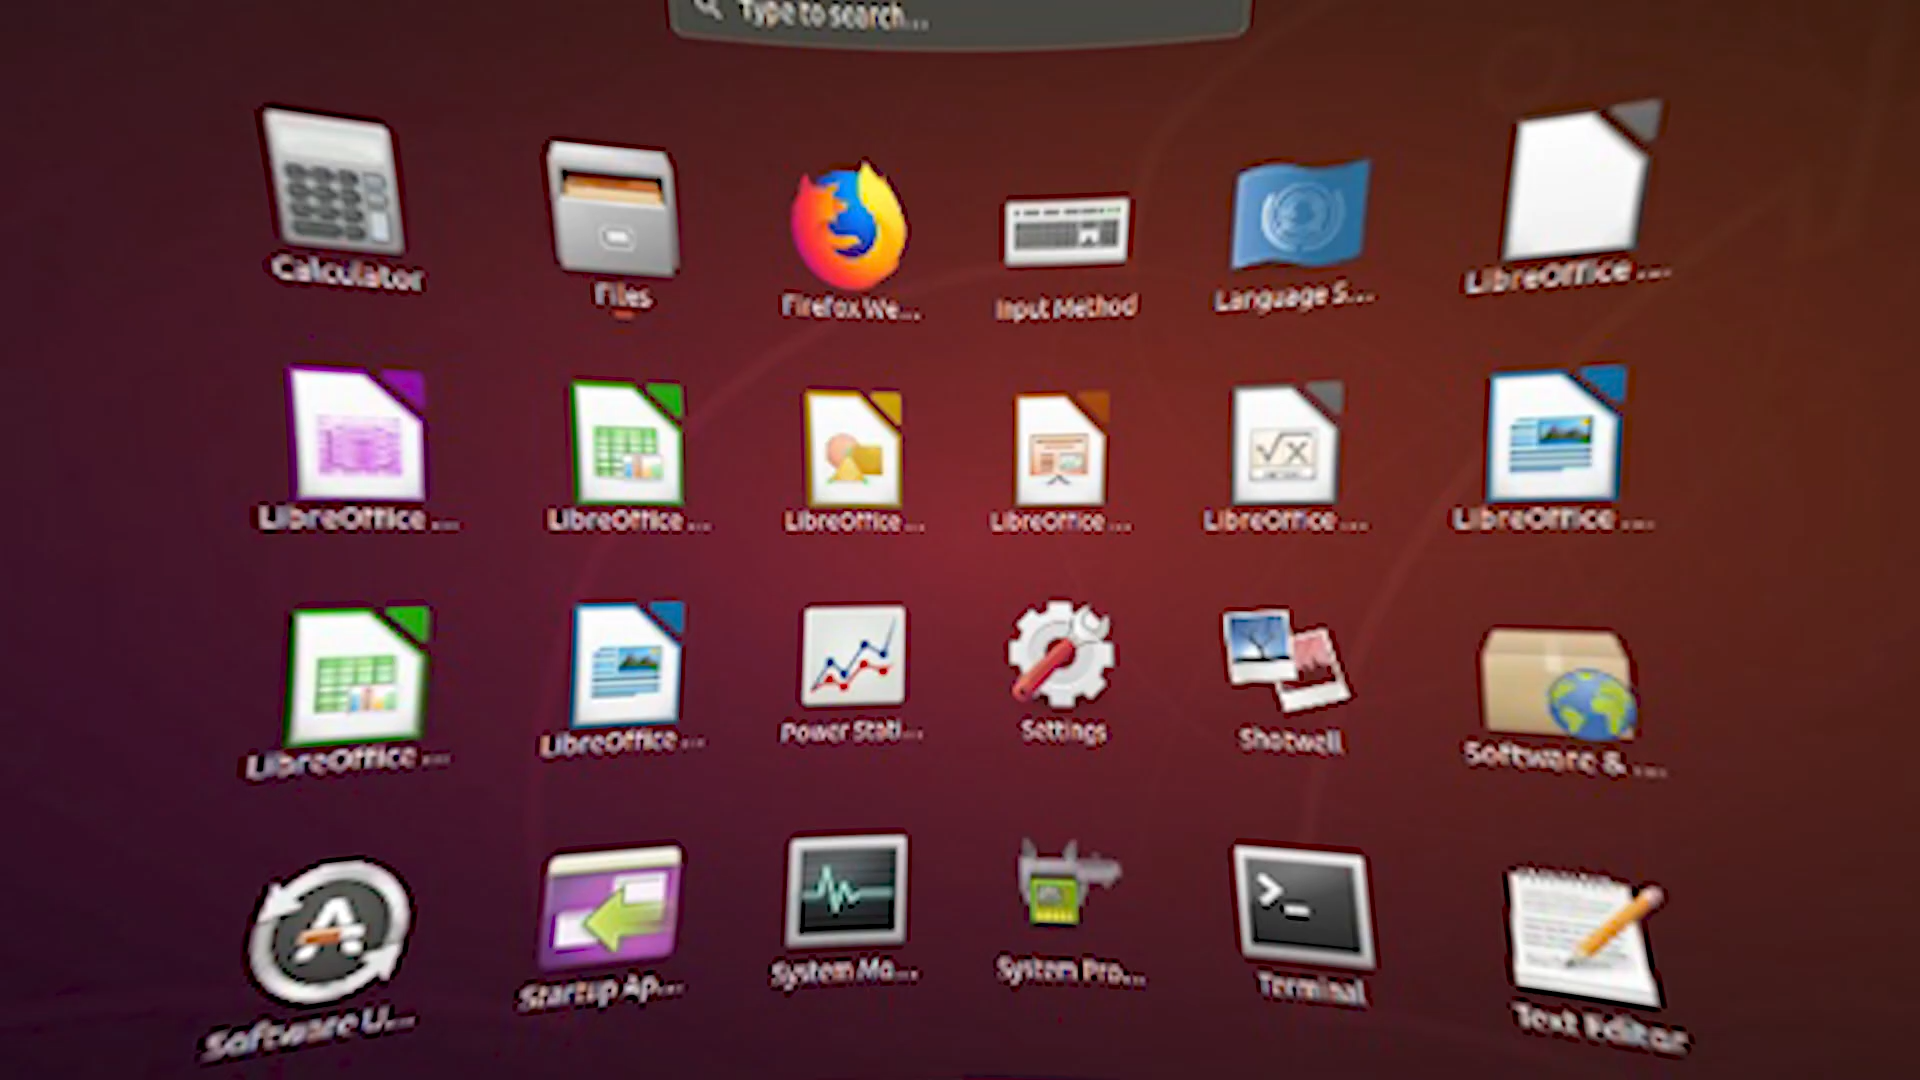 Type to search...
Calculator
Files
Firefox We...
Input Method
Language S...
LibreOffice ...
LibreOffice ...
LibreOffice ...
LibreOffice ...
LibreOffice ...
LibreOffice ...
LibreOffice ...
LibreOffice ...
LibreOffice ...
Power Stati...
Settings
Shotwell
Software & ...
Software U...
Startup Ap...
System Mo...
System Pro...
Terminal
Text Editor